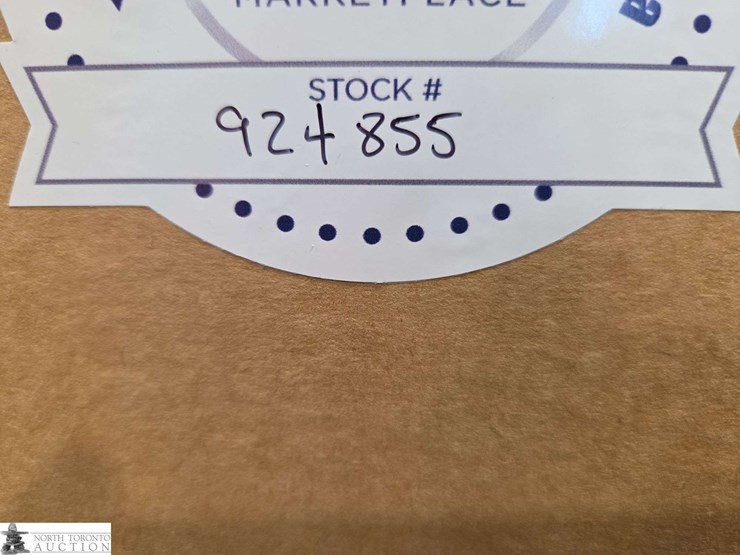 MARKETPLACE
STOCK #
924855
NORTH TORONTO
AUCTION